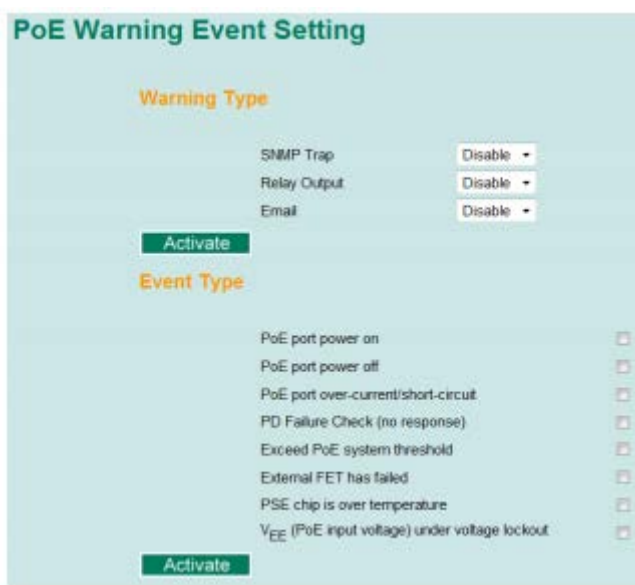 PoE Warning Event Setting
Warning Type
SNMP Trap Disable
Relay Output Disable
Email Disable
Activate
Event Type
PoE port power on
PoE port power off
PoE port over-current/short-circuit
PD Failure Check (no response)
Exceed PoE system threshold
External FET has failed
PSE chip is over temperature
VEE (PoE input voltage) under voltage lockout
Activate